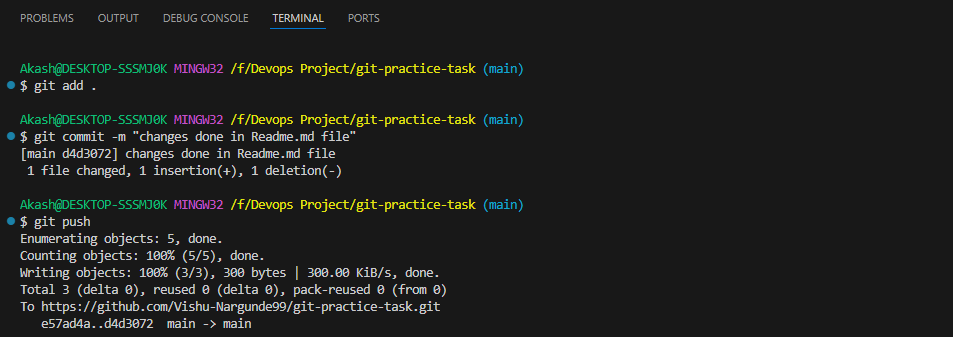 PROBLEMS OUTPUT DEBUG CONSOLE TERMINAL PORTS
Akash@DESKTOP-SSSMJ0K MINGW32 /f/Devops Project/git-practice-task (main)
$ git add .
Akash@DESKTOP-SSSMJ0K MINGW32 /f/Devops Project/git-practice-task (main)
$ git commit -m "changes done in Readme.md file"
[main d4d3072] changes done in Readme.md file
1 file changed, 1 insertion(+), 1 deletion(-)
Akash@DESKTOP-SSSMJ0K MINGW32 /f/Devops Project/git-practice-task (main)
$ git push
Enumerating objects: 5, done.
Counting objects: 100% (5/5), done.
Writing objects: 100% (3/3), 300 bytes | 300.00 KiB/s, done.
Total 3 (delta 0), reused 0 (delta 0), pack-reused 0 (from 0)
To https://github.com/Vishu-Nargunde99/git-practice-task.git
e57ad4a..d4d3072 main -> main